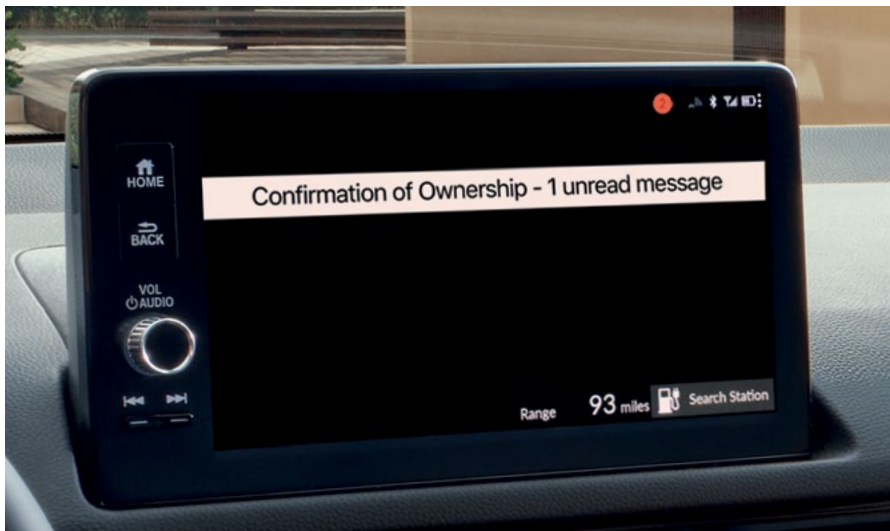 2
HOME
Confirmation of Ownership - 1 unread message
BACK
VOL
AUDIO
Range 93 miles Search Station